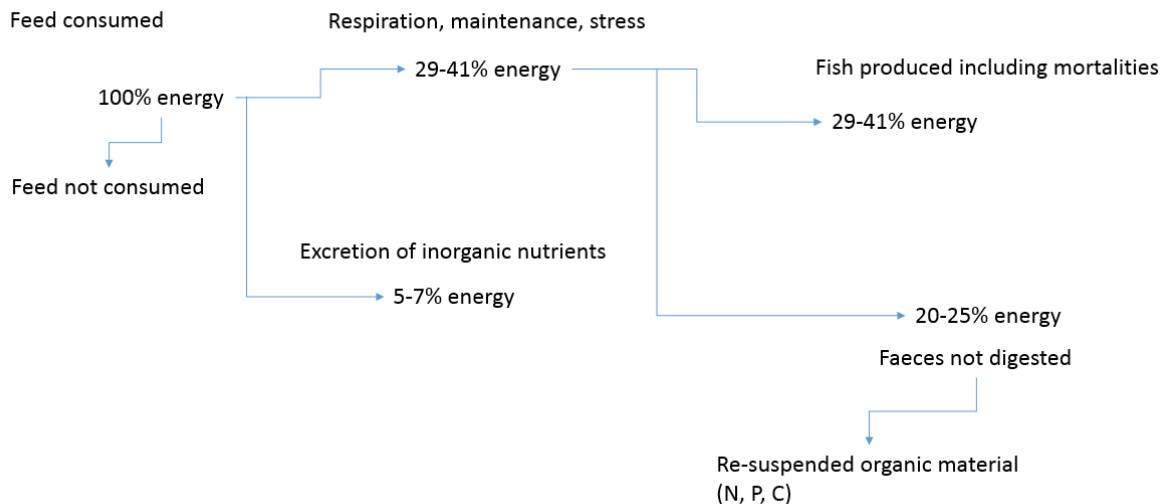 Feed consumed
Respiration, maintenance, stress
29-41% energy
Fish produced including mortalities
100% energy
29-41% energy
Feed not consumed
Excretion of inorganic nutrients
5-7% energy
20-25% energy
Faeces not digested
Re-suspended organic material
(N, P, C)